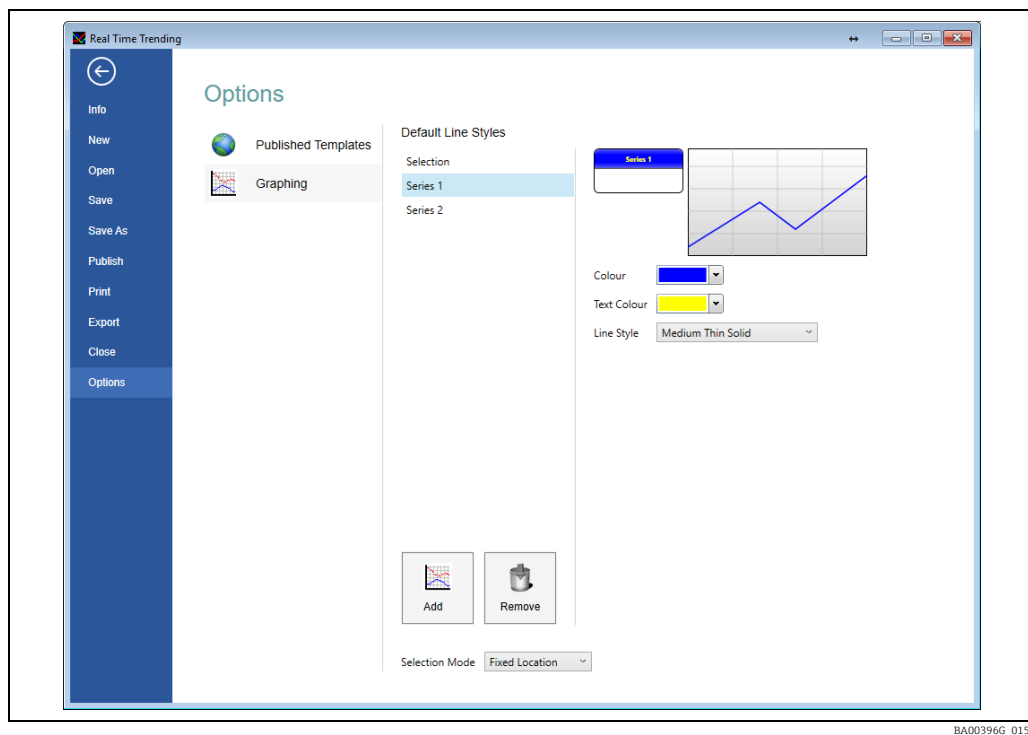 Real Time Trending
Info
New
Open
Save
Save As
Publish
Print
Export
Close
Options
Options
Published Templates
Graphing
Default Line Styles
Selection
Series 1
Series 2
Add
Remove
Selection Mode Fixed Location
Series 1
Colour
Text Colour
Line Style Medium Thin Solid
BA00396G 015